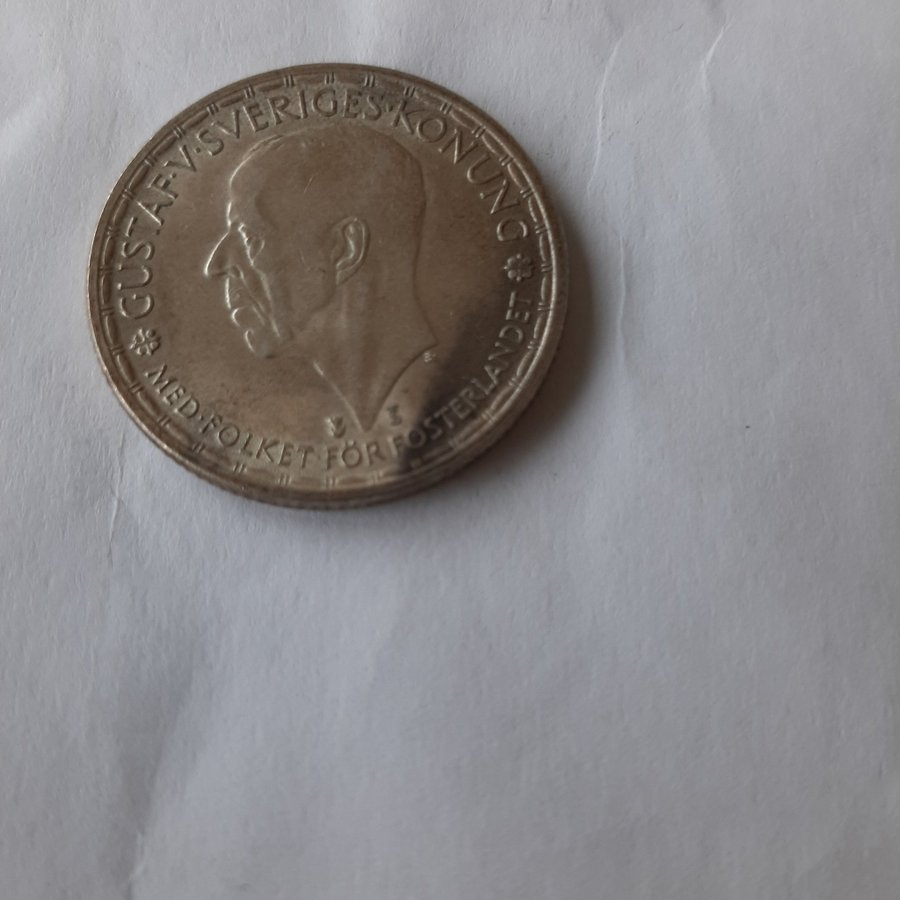 GUSTAF·V·SVERIGES·KONUNG
MED·FOLKET·FÖR FOSTERLANDET